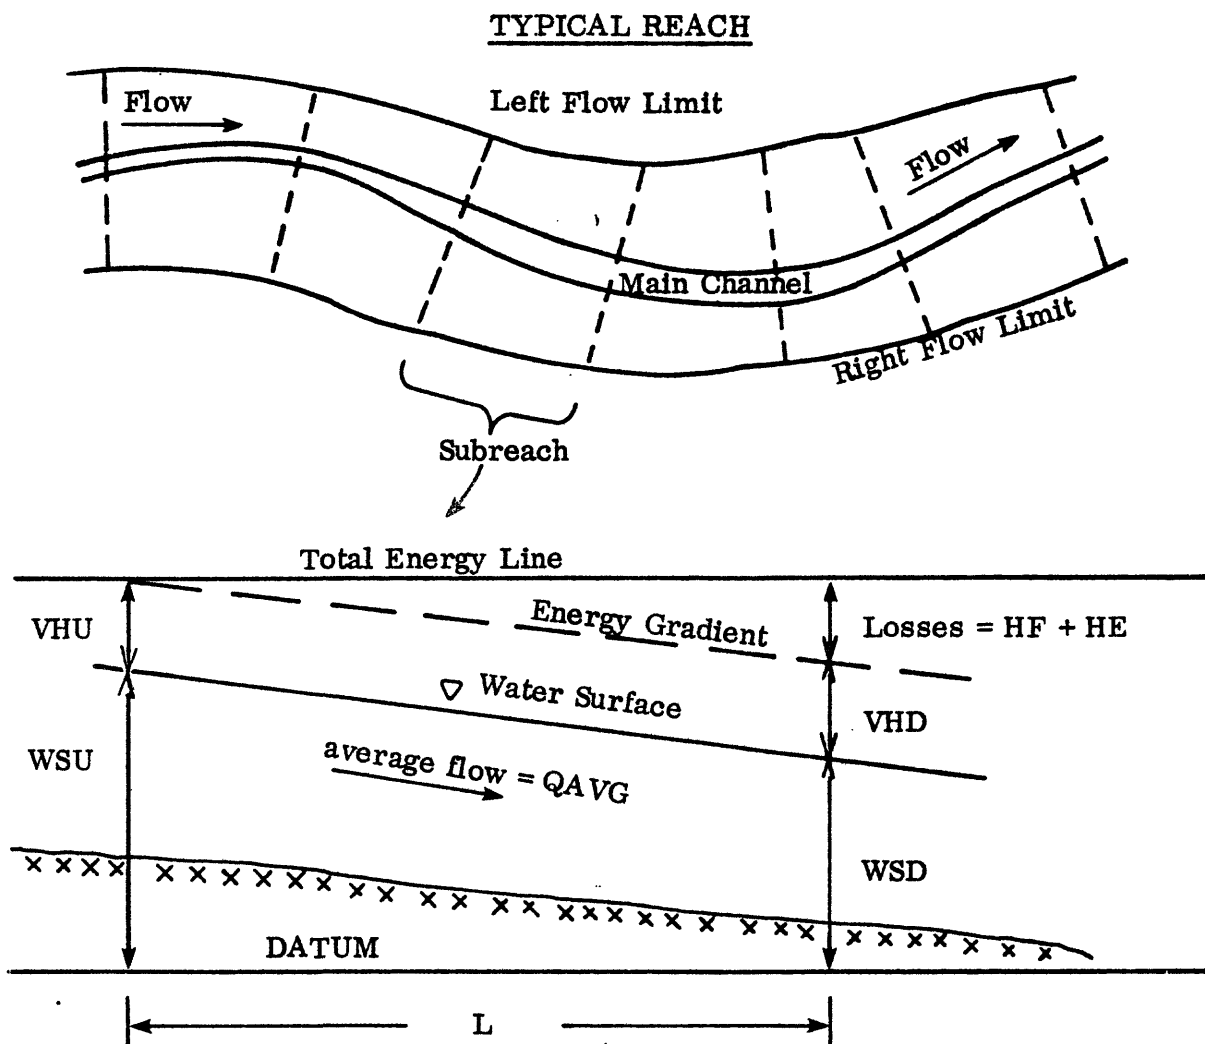 TYPICAL REACH
Left Flow Limit
Flow
Flow
Main Channel
Right Flow Limit
Subreach
Total Energy Line
VHU
Energy Gradient
Losses = HF + HE
Water Surface
VHD
WSU
average flow = QAVG
WSD
DATUM
L